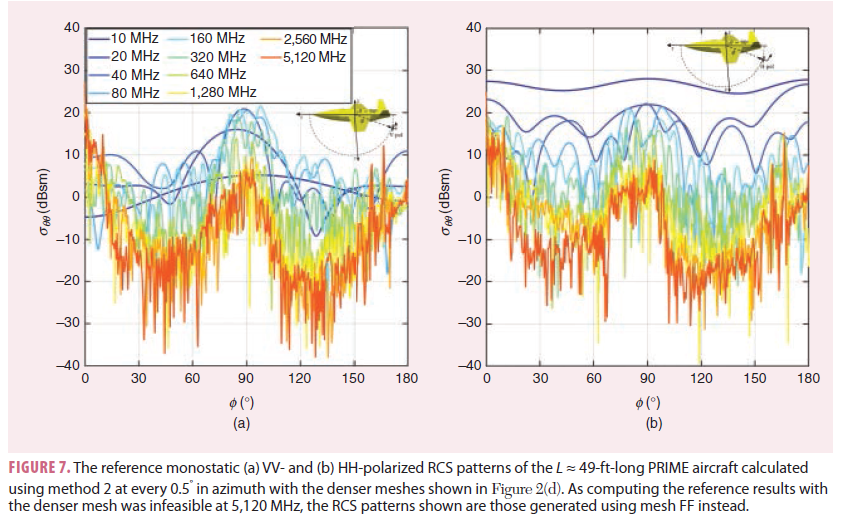 40
30
20
10
0
–10
–20
–30
–40
σθθ (dBsm)
10 MHz 160 MHz 2,560 MHz
20 MHz 320 MHz 5,120 MHz
40 MHz 640 MHz
80 MHz 1,280 MHz
0 30 60 90 120 150 180
ϕ (°)
(a)
40
30
20
10
0
–10
–20
–30
–40
σθθ (dBsm)
0 30 60 90 120 150 180
ϕ (°)
(b)
FIGURE 7. The reference monostatic (a) VV- and (b) HH-polarized RCS patterns of the L ≈ 49-ft-long PRIME aircraft calculated
using method 2 at every 0.5° in azimuth with the denser meshes shown in Figure 2(d). As computing the reference results with
the denser mesh was infeasible at 5,120 MHz, the RCS patterns shown are those generated using mesh FF instead.